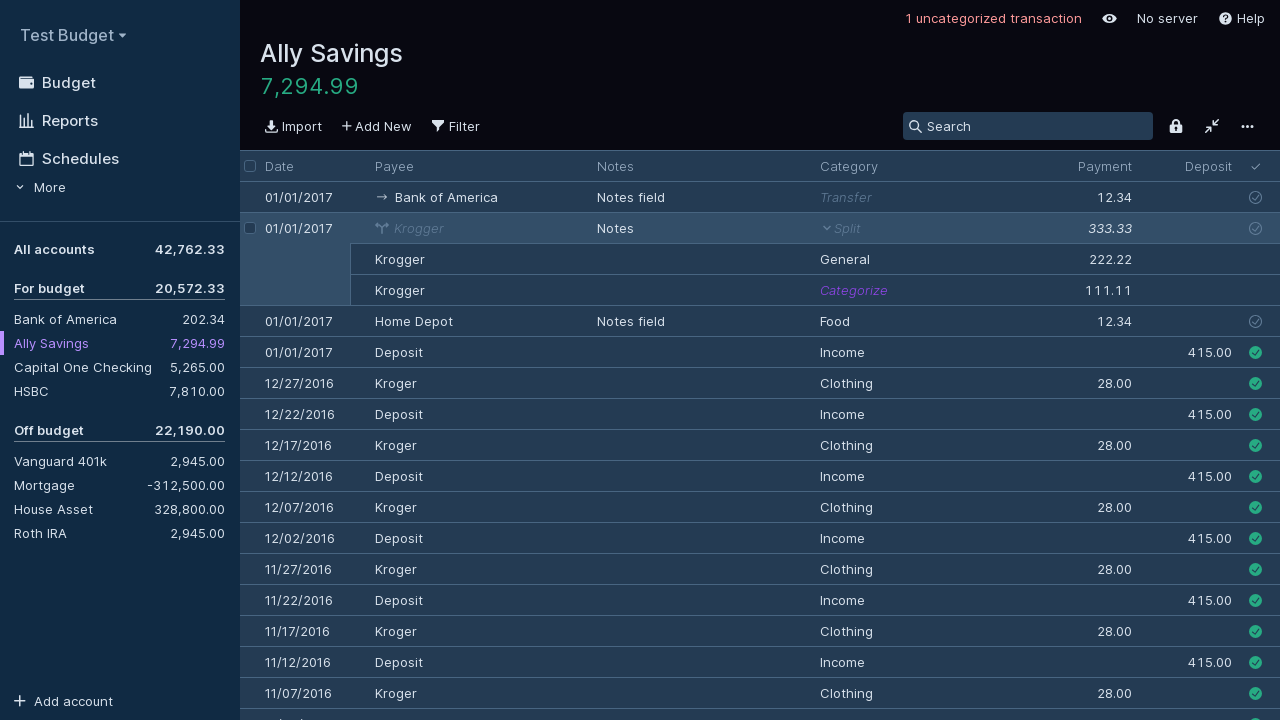 Test Budget
Budget
Reports
Schedules
More
All accounts 42,762.33
For budget 20,572.33
Bank of America 202.34
Ally Savings 7,294.99
Capital One Checking 5,265.00
HSBC 7,810.00
Off budget 22,190.00
Vanguard 401k 2,945.00
Mortgage -312,500.00
House Asset 328,800.00
Roth IRA 2,945.00
Add account
1 uncategorized transaction No server Help
Ally Savings
7,294.99
Import Add New Filter Search
Date Payee Notes Category Payment Deposit
01/01/2017 → Bank of America Notes field Transfer 12.34
01/01/2017 Krogger Notes Split 333.33
Krogger General 222.22
Krogger Categorize 111.11
01/01/2017 Home Depot Notes field Food 12.34
01/01/2017 Deposit Income 415.00
12/27/2016 Kroger Clothing 28.00
12/22/2016 Deposit Income 415.00
12/17/2016 Kroger Clothing 28.00
12/12/2016 Deposit Income 415.00
12/07/2016 Kroger Clothing 28.00
12/02/2016 Deposit Income 415.00
11/27/2016 Kroger Clothing 28.00
11/22/2016 Deposit Income 415.00
11/17/2016 Kroger Clothing 28.00
11/12/2016 Deposit Income 415.00
11/07/2016 Kroger Clothing 28.00